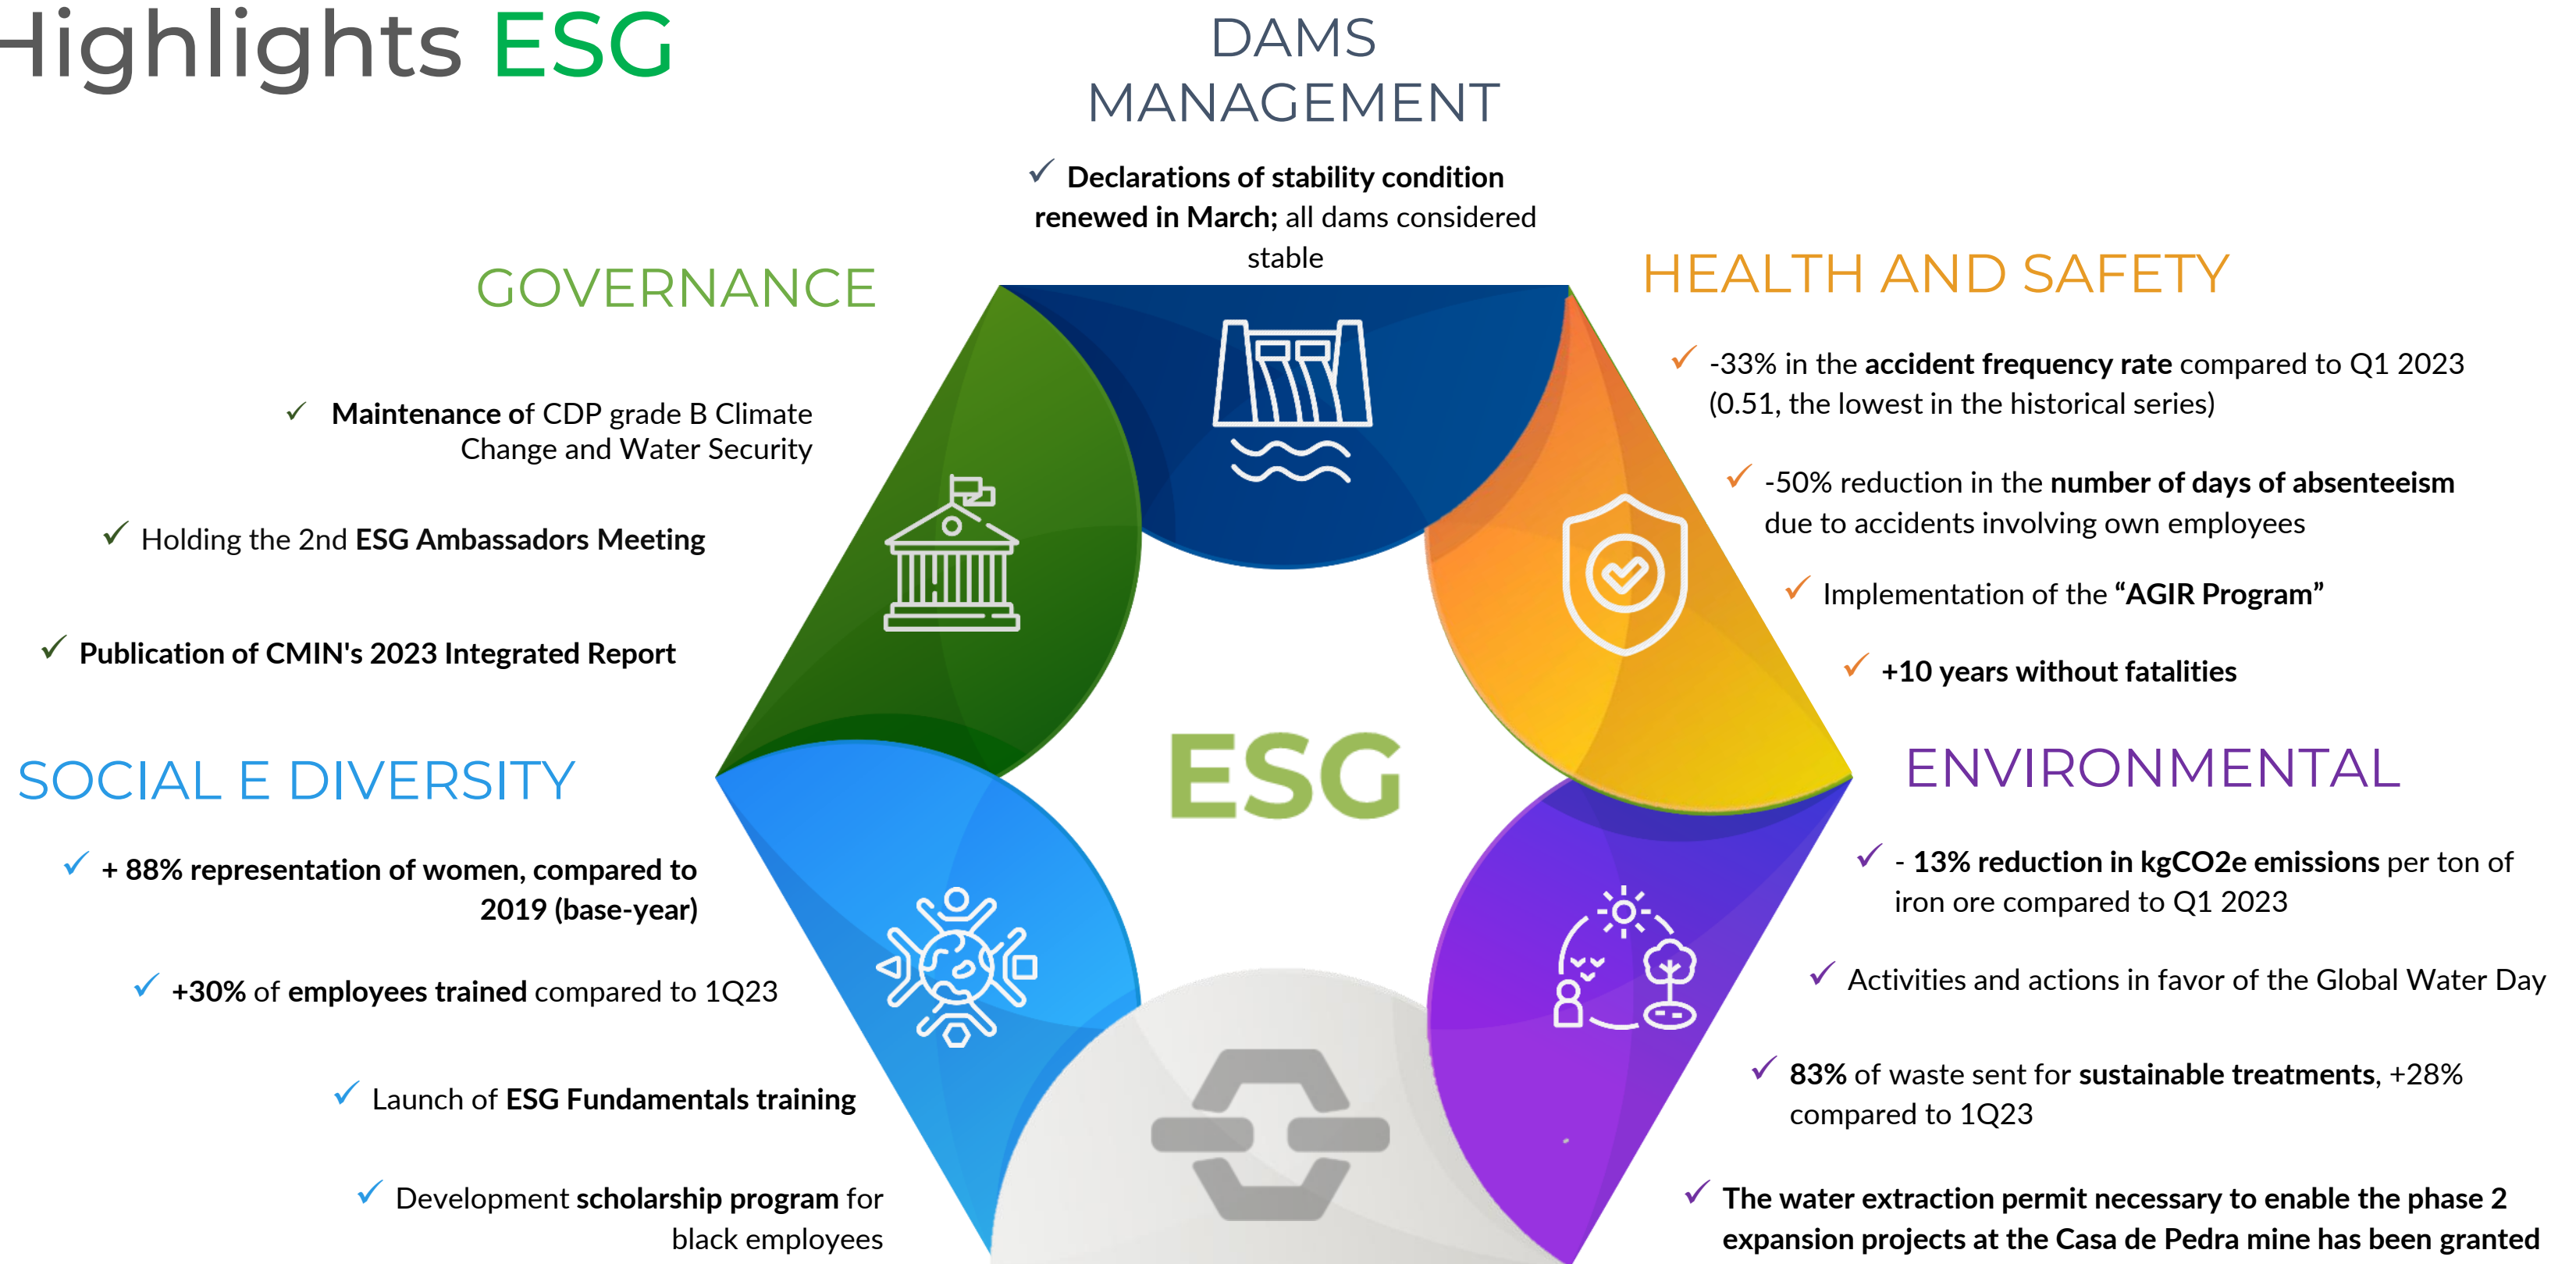 Highlights ESG
DAMS
MANAGEMENT
✓ Declarations of stability condition
renewed in March; all dams considered
stable
GOVERNANCE
✓ Maintenance of CDP grade B Climate
Change and Water Security
✓ Holding the 2nd ESG Ambassadors Meeting
✓ Publication of CMIN's 2023 Integrated Report
HEALTH AND SAFETY
✓ -33% in the accident frequency rate compared to Q1 2023
(0.51, the lowest in the historical series)
✓ -50% reduction in the number of days of absenteeism
due to accidents involving own employees
✓ Implementation of the “AGIR Program”
✓ +10 years without fatalities
ESG
SOCIAL E DIVERSITY
✓ + 88% representation of women, compared to
2019 (base-year)
✓ +30% of employees trained compared to 1Q23
✓ Launch of ESG Fundamentals training
✓ Development scholarship program for
black employees
ENVIRONMENTAL
✓ - 13% reduction in kgCO2e emissions per ton of
iron ore compared to Q1 2023
✓ Activities and actions in favor of the Global Water Day
✓ 83% of waste sent for sustainable treatments, +28%
compared to 1Q23
✓ The water extraction permit necessary to enable the phase 2
expansion projects at the Casa de Pedra mine has been granted